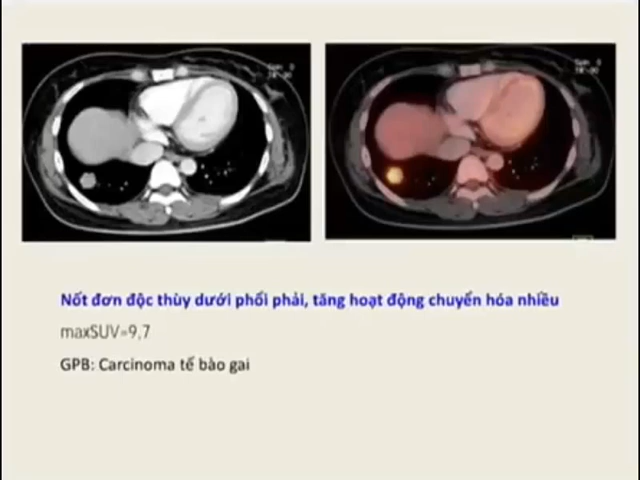 Nốt đơn độc thùy dưới phổi phải, tăng hoạt động chuyển hóa nhiều
maxSUV=9,7
GPB: Carcinoma tế bào gai